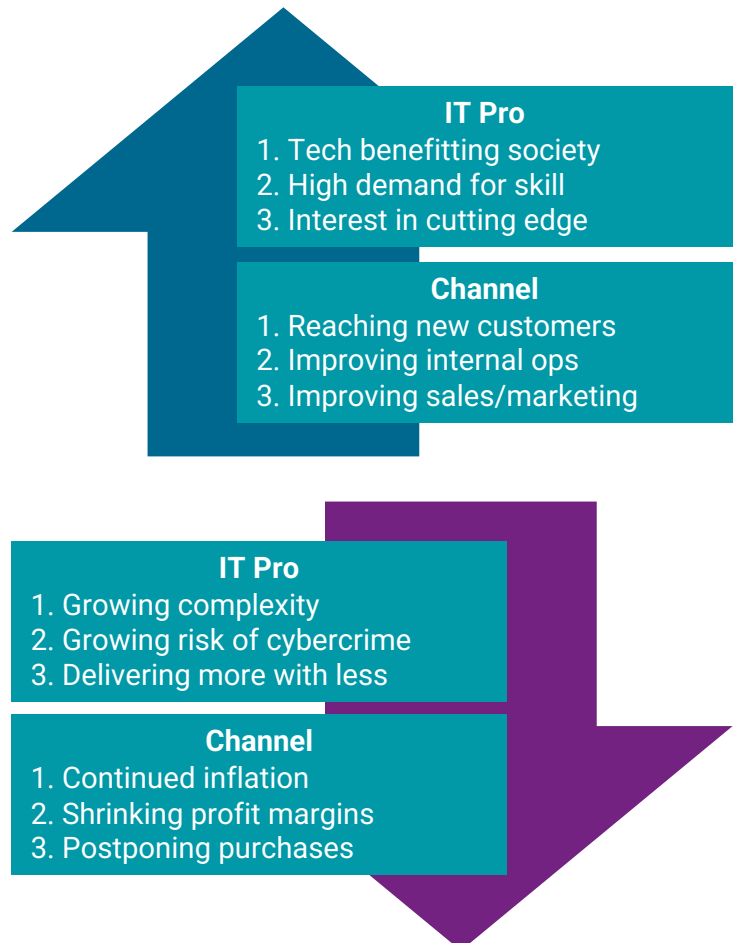 IT Pro
1. Tech benefitting society
2. High demand for skill
3. Interest in cutting edge
Channel
1. Reaching new customers
2. Improving internal ops
3. Improving sales/marketing
IT Pro
1. Growing complexity
2. Growing risk of cybercrime
3. Delivering more with less
Channel
1. Continued inflation
2. Shrinking profit margins
3. Postponing purchases